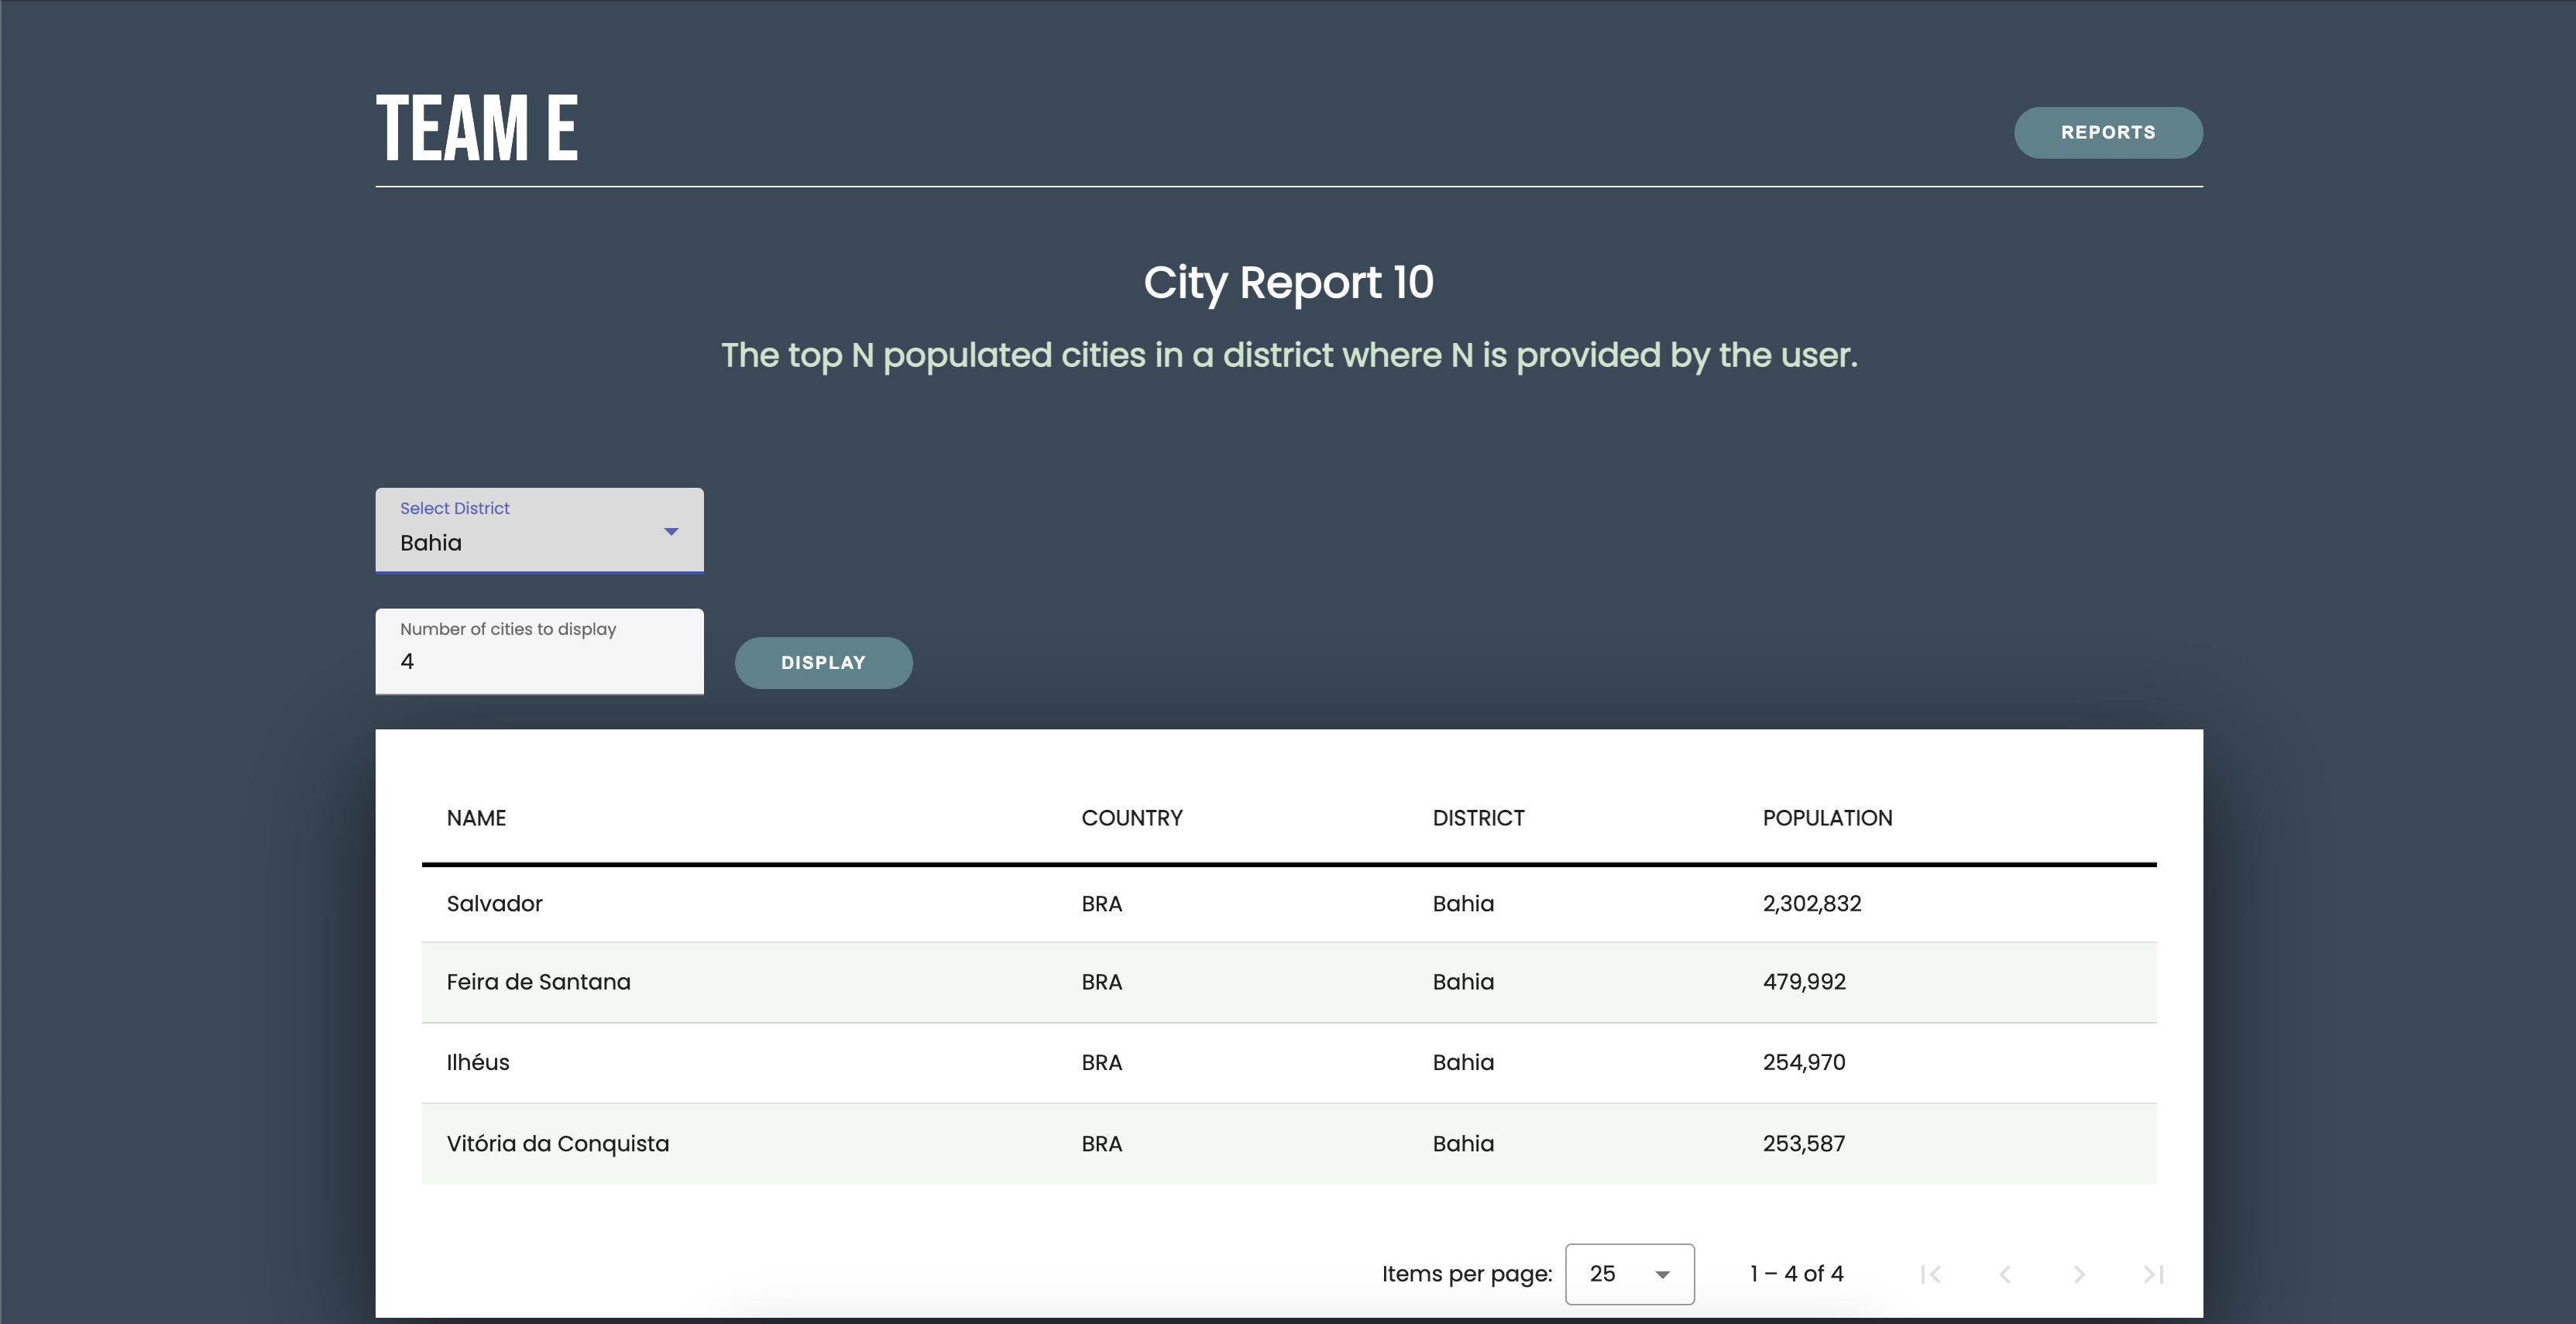 TEAM E
REPORTS
City Report 10
The top N populated cities in a district where N is provided by the user.
Select District
Bahia
Number of cities to display
4
DISPLAY
NAME COUNTRY DISTRICT POPULATION
Salvador BRA Bahia 2,302,832
Feira de Santana BRA Bahia 479,992
Ilhéus BRA Bahia 254,970
Vitória da Conquista BRA Bahia 253,587
Items per page: 25 1 – 4 of 4